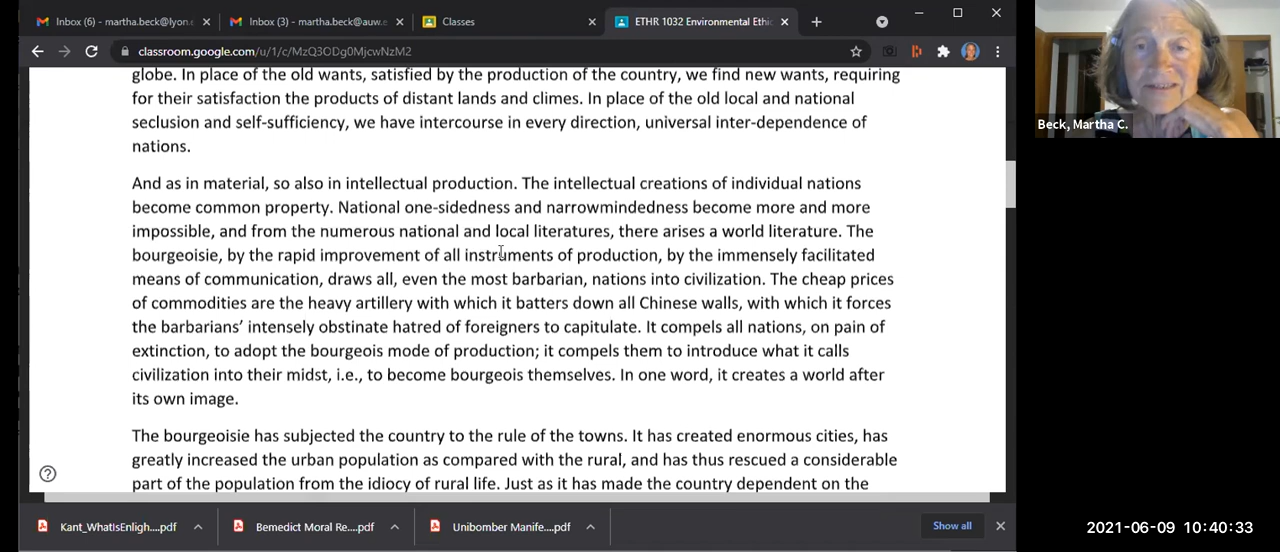 Inbox (6) - martha.beck@lyon.c
Inbox (3) - martha.beck@auw.e
Classes
ETHR 1032 Environmental Ethic
classroom.google.com/u/1/c/MzQ3ODg0MjcwNzM2
globe. In place of the old wants, satisfied by the production of the country, we find new wants, requiring
for their satisfaction the products of distant lands and climes. In place of the old local and national
seclusion and self-sufficiency, we have intercourse in every direction, universal inter-dependence of
nations.
And as in material, so also in intellectual production. The intellectual creations of individual nations
become common property. National one-sidedness and narrowmindedness become more and more
impossible, and from the numerous national and local literatures, there arises a world literature. The
bourgeoisie, by the rapid improvement of all instruments of production, by the immensely facilitated
means of communication, draws all, even the most barbarian, nations into civilization. The cheap prices
of commodities are the heavy artillery with which it batters down all Chinese walls, with which it forces
the barbarians' intensely obstinate hatred of foreigners to capitulate. It compels all nations, on pain of
extinction, to adopt the bourgeois mode of production; it compels them to introduce what it calls
civilization into their midst, i.e., to become bourgeois themselves. In one word, it creates a world after
its own image.
The bourgeoisie has subjected the country to the rule of the towns. It has created enormous cities, has
greatly increased the urban population as compared with the rural, and has thus rescued a considerable
part of the population from the idiocy of rural life. Just as it has made the country dependent on the
Kant_WhatIsEnligh....pdf
Bemedict Moral Re....pdf
Unibomber Manife....pdf
Show all
Beck, Martha C.
2021-06-09 10:40:33